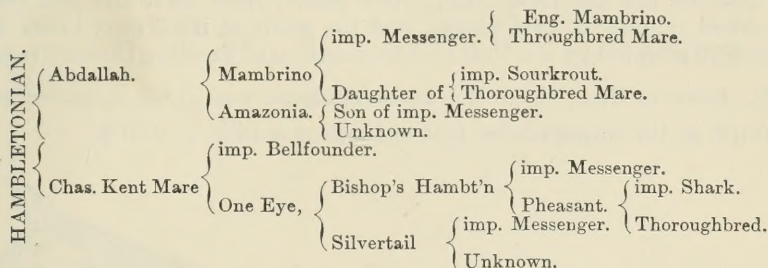 HAMBLETONIAN.
Eng. Mambrino.
imp. Messenger. Throughbred Mare.
Abdallah. Mambrino
imp. Sourkrout.
Daughter of Thoroughbred Mare.
Amazonia. Son of imp. Messenger.
Unknown.
imp. Bellfounder.
imp. Messenger.
Chas. Kent Mare Bishop's Hambt'n imp. Shark.
One Eye, Pheasant.
imp. Messenger. Thoroughbred.
Silvertail
Unknown.